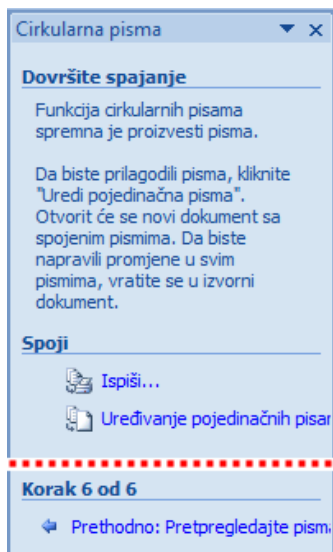 Cirkularna pisma
Dovršite spajanje
Funkcija cirkularnih pisama
spremna je proizvesti pisma.
Da biste prilagodili pisma, kliknite
"Uredi pojedinačna pisma".
Otvorit će se novi dokument sa
spojenim pismima. Da biste
napravili promjene u svim
pismima, vratite se u izvorni
dokument.
Spoji
Ispiši...
Uređivanje pojedinačnih pisar
Korak 6 od 6
Prethodno: Pretpregledajte pism